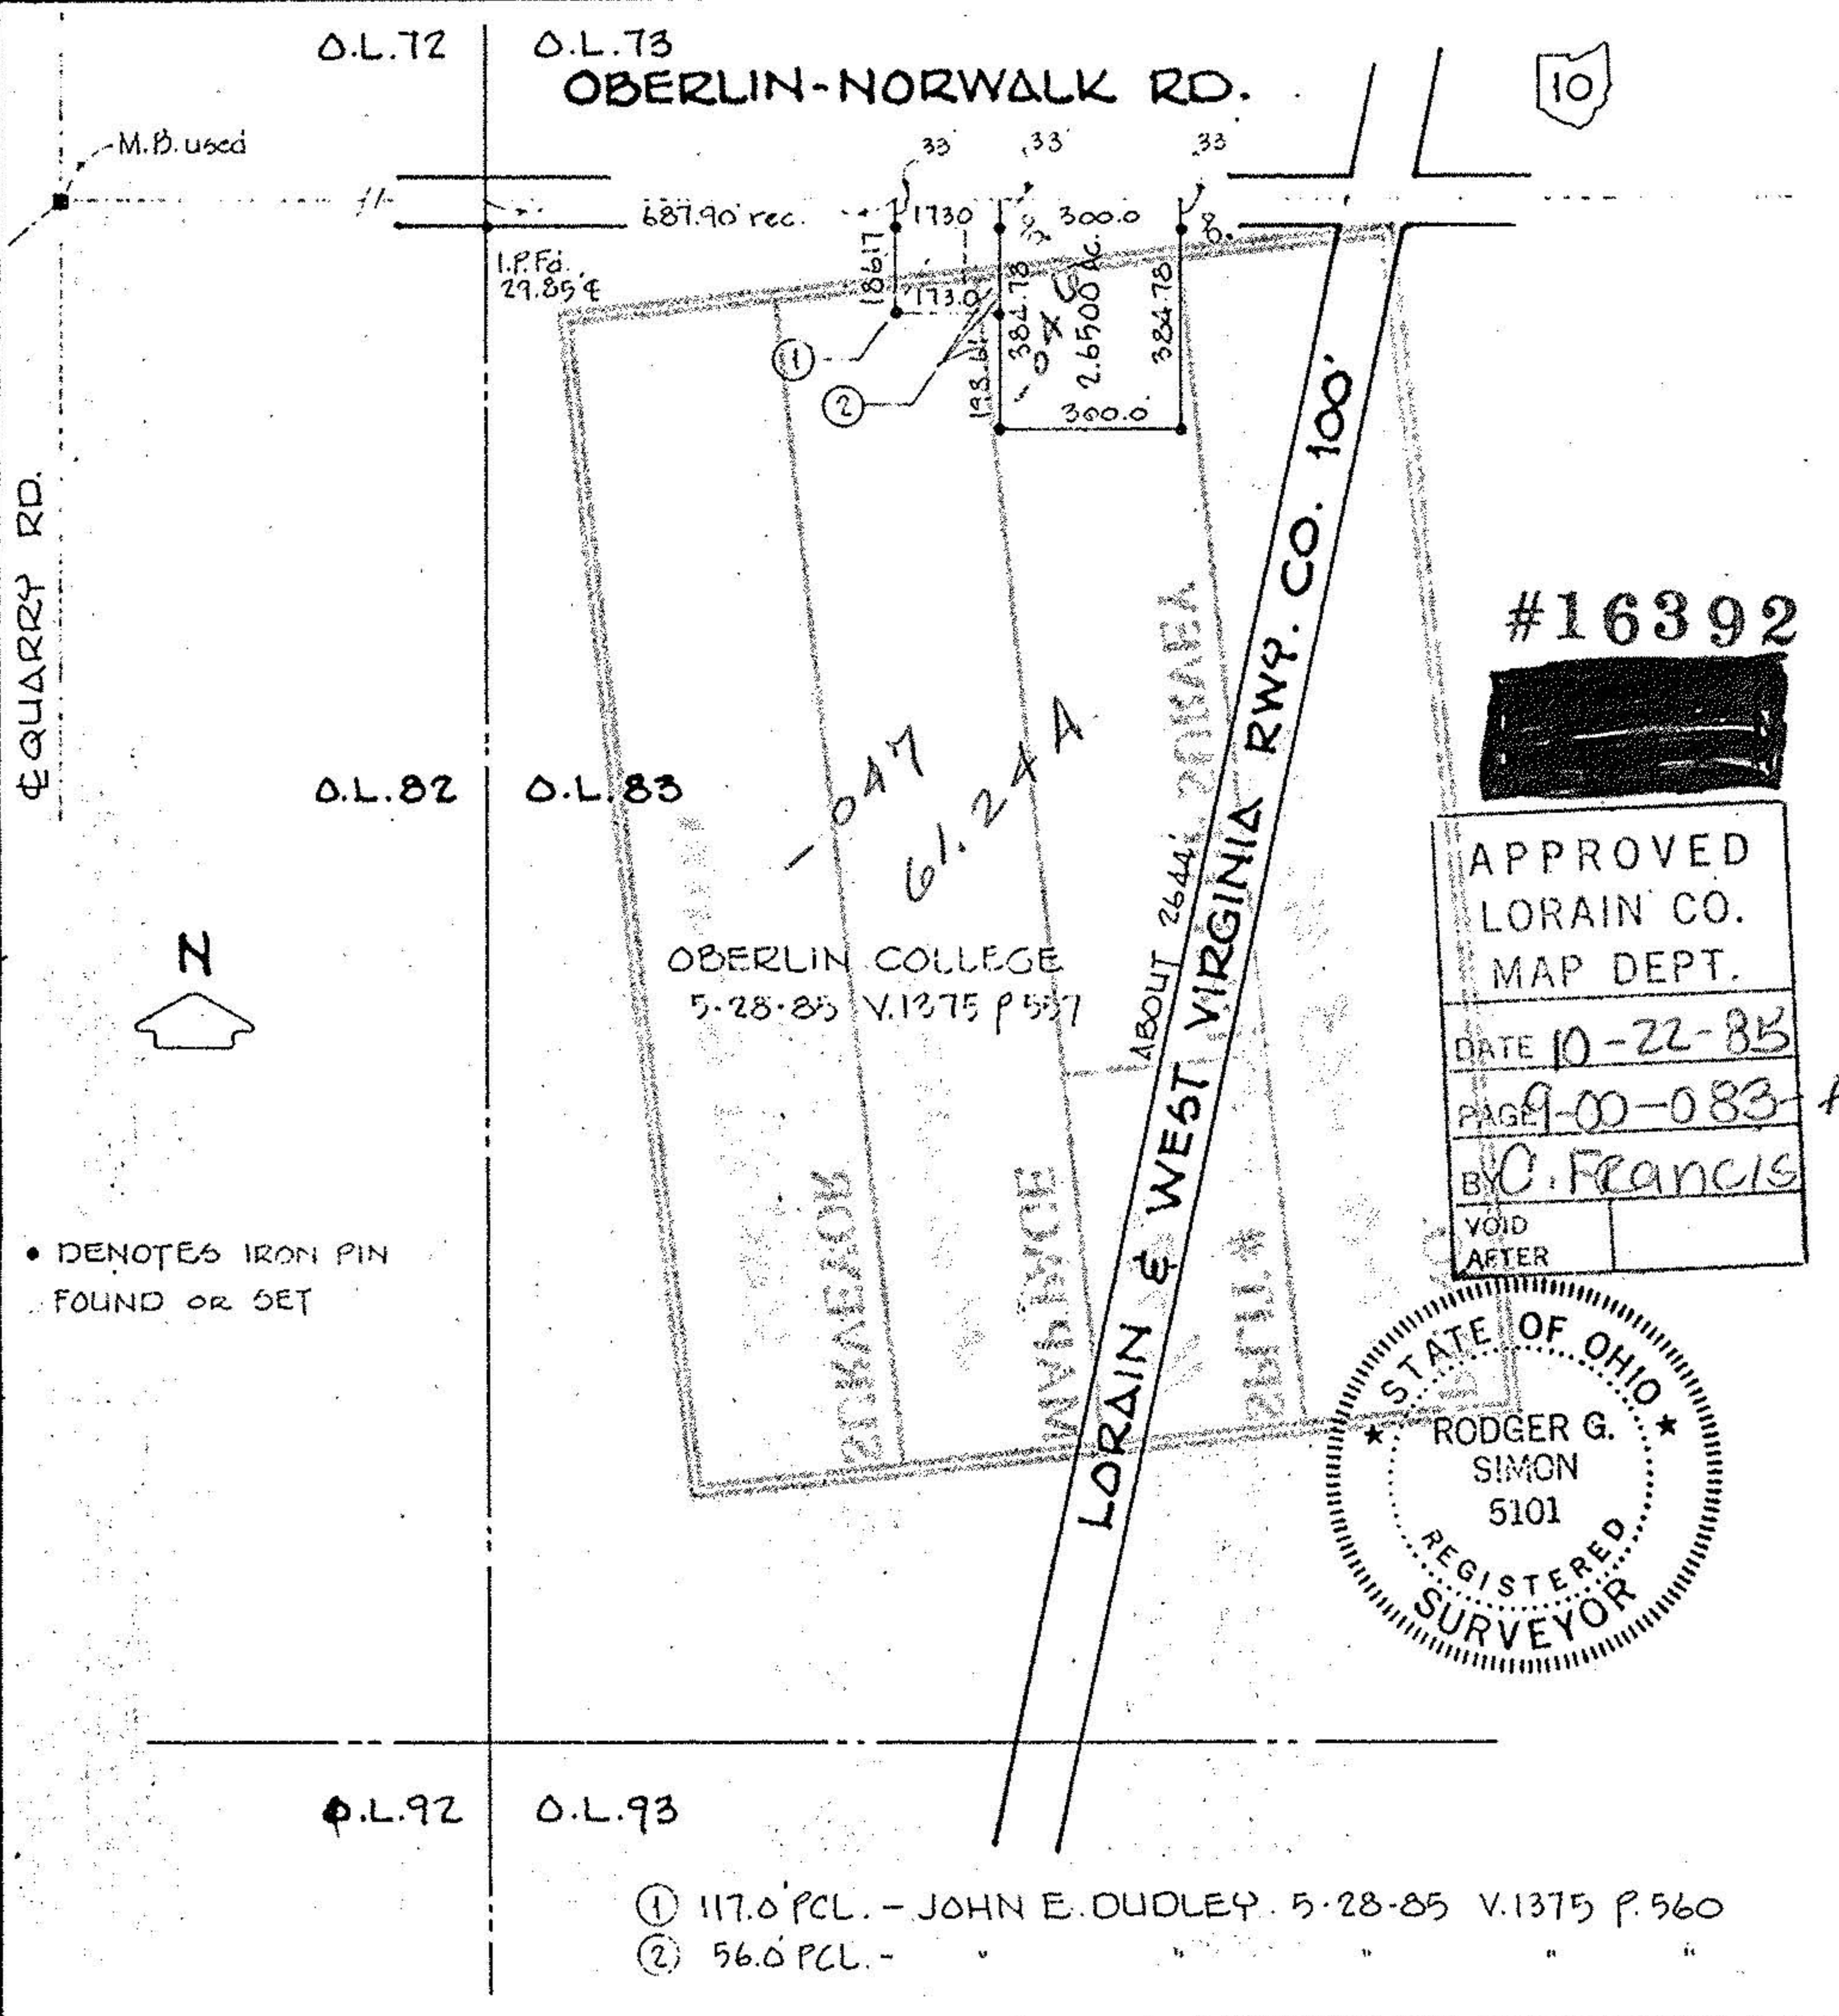 O.L.72
O.L.73
OBERLIN-NORWALK RD.
10
M.B. used
33'
33'
33
687.90' rec.
173.0
300.0
I.P. Fd.
29.85' ℄
186.17
173.0
384.78
2.6500 AC.
384.78
1
2
198.61
300.0
℄ QUARRY RD.
LORAIN & WEST VIRGINIA RWY. CO. 100'
#16392
-047
61.24 A
O.L.82
O.L.83
ABOUT 2644'
APPROVED
LORAIN CO.
MAP DEPT.
DATE 10-22-85
PAGE 9-00-083-A
BY C. Francis
VOID
AFTER
N
OBERLIN COLLEGE
5·28·85 V.1375 P 557
SURVEYOR
MAPPAGE
SPLIT #
• DENOTES IRON PIN
FOUND OR SET
STATE OF OHIO
RODGER G.
SIMON
5101
REGISTERED
SURVEYOR
O.L.92
O.L.93
① 117.0' PCL. - JOHN E. DUDLEY 5·28-85 V.1375 P. 560
② 56.0' PCL. - " " " " "